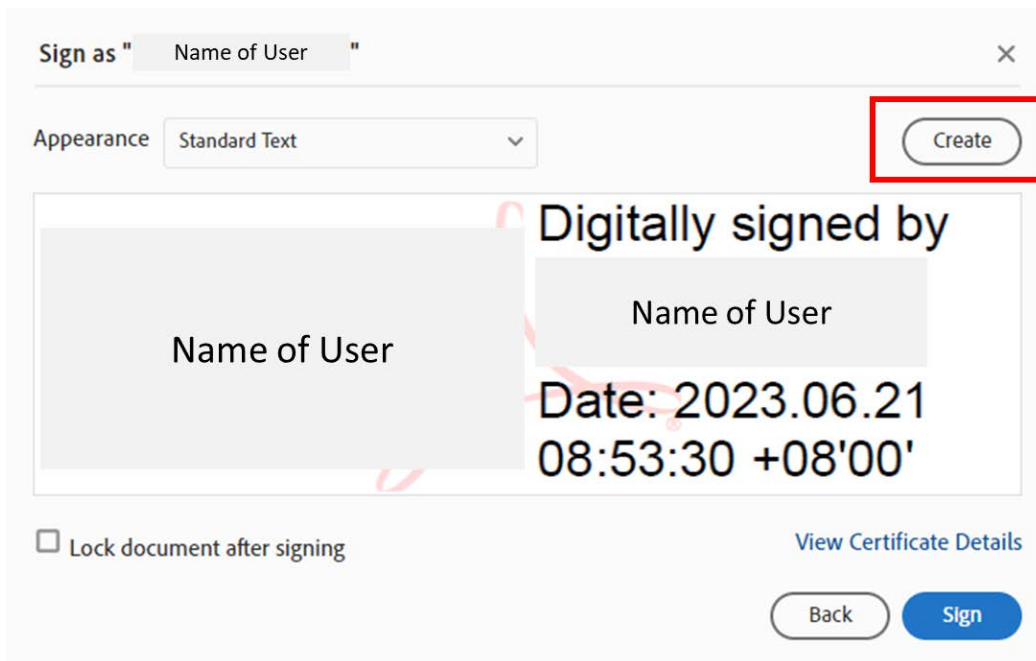 Sign as " Name of User "
Appearance Standard Text
Create
Name of User
Digitally signed by
Name of User
Date: 2023.06.21
08:53:30 +08'00'
®
Lock document after signing
View Certificate Details
Back
Sign